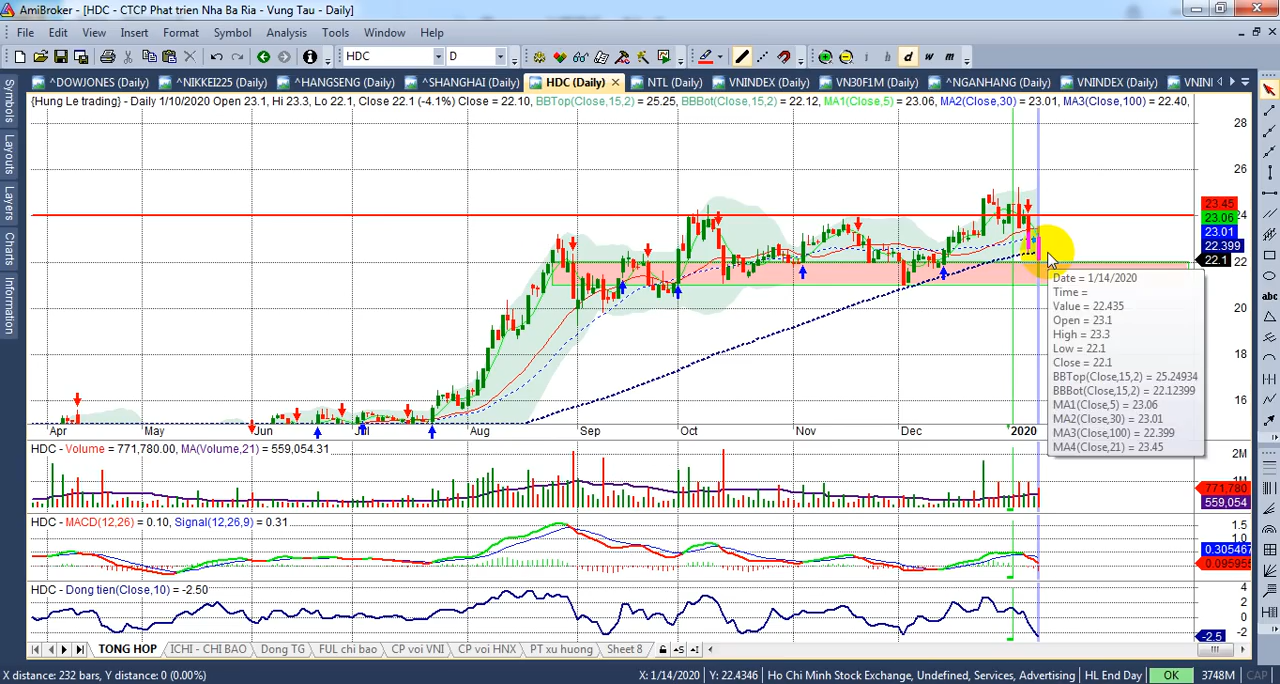 AmiBroker - [HDC - CTCP Phat trien Nha Ba Ria - Vung Tau - Daily]
File Edit View Insert Format Symbol Analysis Tools Window Help
HDC D i h d w m
^DOWJONES (Daily) ^NIKKEI225 (Daily) ^HANGSENG (Daily) ^SHANGHAI (Daily) HDC (Daily) NTL (Daily) VNINDEX (Daily) VN30F1M (Daily) ^NGANHANG (Daily) VNINDEX (Daily) VNINI
Symbols
Layouts
Layers
Charts
Information
{Hung Le trading} - Daily 1/10/2020 Open 23.1, Hi 23.3, Lo 22.1, Close 22.1 (-4.1%) Close = 22.10, BBTop(Close,15,2) = 25.25, BBBot(Close,15,2) = 22.12, MA1(Close,5) = 23.06, MA2(Close,30) = 23.01, MA3(Close,100) = 22.40,
28
26
24
22
20
18
16
23.45
23.06
23.01
22.399
22.1
abc
Date = 1/14/2020
Time =
Value = 22.435
Open = 23.1
High = 23.3
Low = 22.1
Close = 22.1
BBTop(Close,15,2) = 25.24934
BBBot(Close,15,2) = 22.12399
MA1(Close,5) = 23.06
MA2(Close,30) = 23.01
MA3(Close,100) = 22.399
MA4(Close,21) = 23.45
Apr May Jun Jul Aug Sep Oct Nov Dec 2020
HDC - Volume = 771,780.00, MA(Volume,21) = 559,054.31
2M
1M
771,780
559,054
HDC - MACD(12,26) = 0.10, Signal(12,26,9) = 0.31
1.5
1.0
0.305467
0.095955
HDC - Dong tien(Close,10) = -2.50
4
2
0
-2
-2.5
TONG HOP ICHI - CHI BAO Dong TG FUL chi bao CP voi VNI CP voi HNX PT xu huong Sheet 8
X distance: 232 bars, Y distance: 0 (0.00%) X: 1/14/2020 Y: 22.4346 Ho Chi Minh Stock Exchange, Undefined, Services, Advertising HL End Day OK 3748M CAP